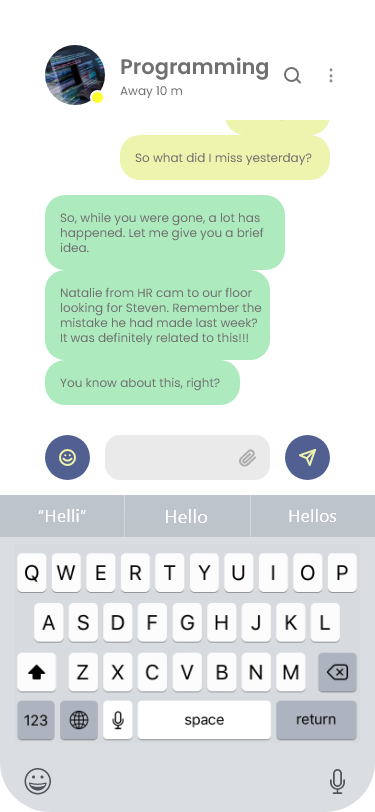 Programming
Away 10 m
So what did I miss yesterday?
So, while you were gone, a lot has
happened. Let me give you a brief
idea.
Natalie from HR cam to our floor
looking for Steven. Remember the
mistake he had made last week?
It was definitely related to this!!!
You know about this, right?
“Helli” Hello Hellos
Q W E R T Y U I O P
A S D F G H J K L
Z X C V B N M
123 space return